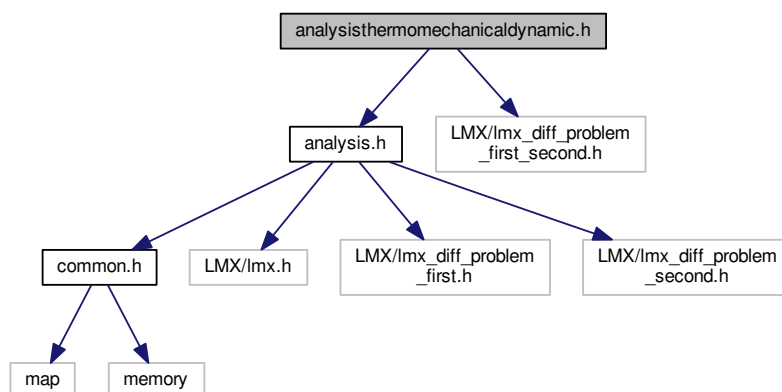 analysisthermomechanicaldynamic.h
analysis.h
LMX/lmx_diff_problem
_first_second.h
common.h
LMX/lmx.h
LMX/lmx_diff_problem
_first.h
LMX/lmx_diff_problem
_second.h
map
memory